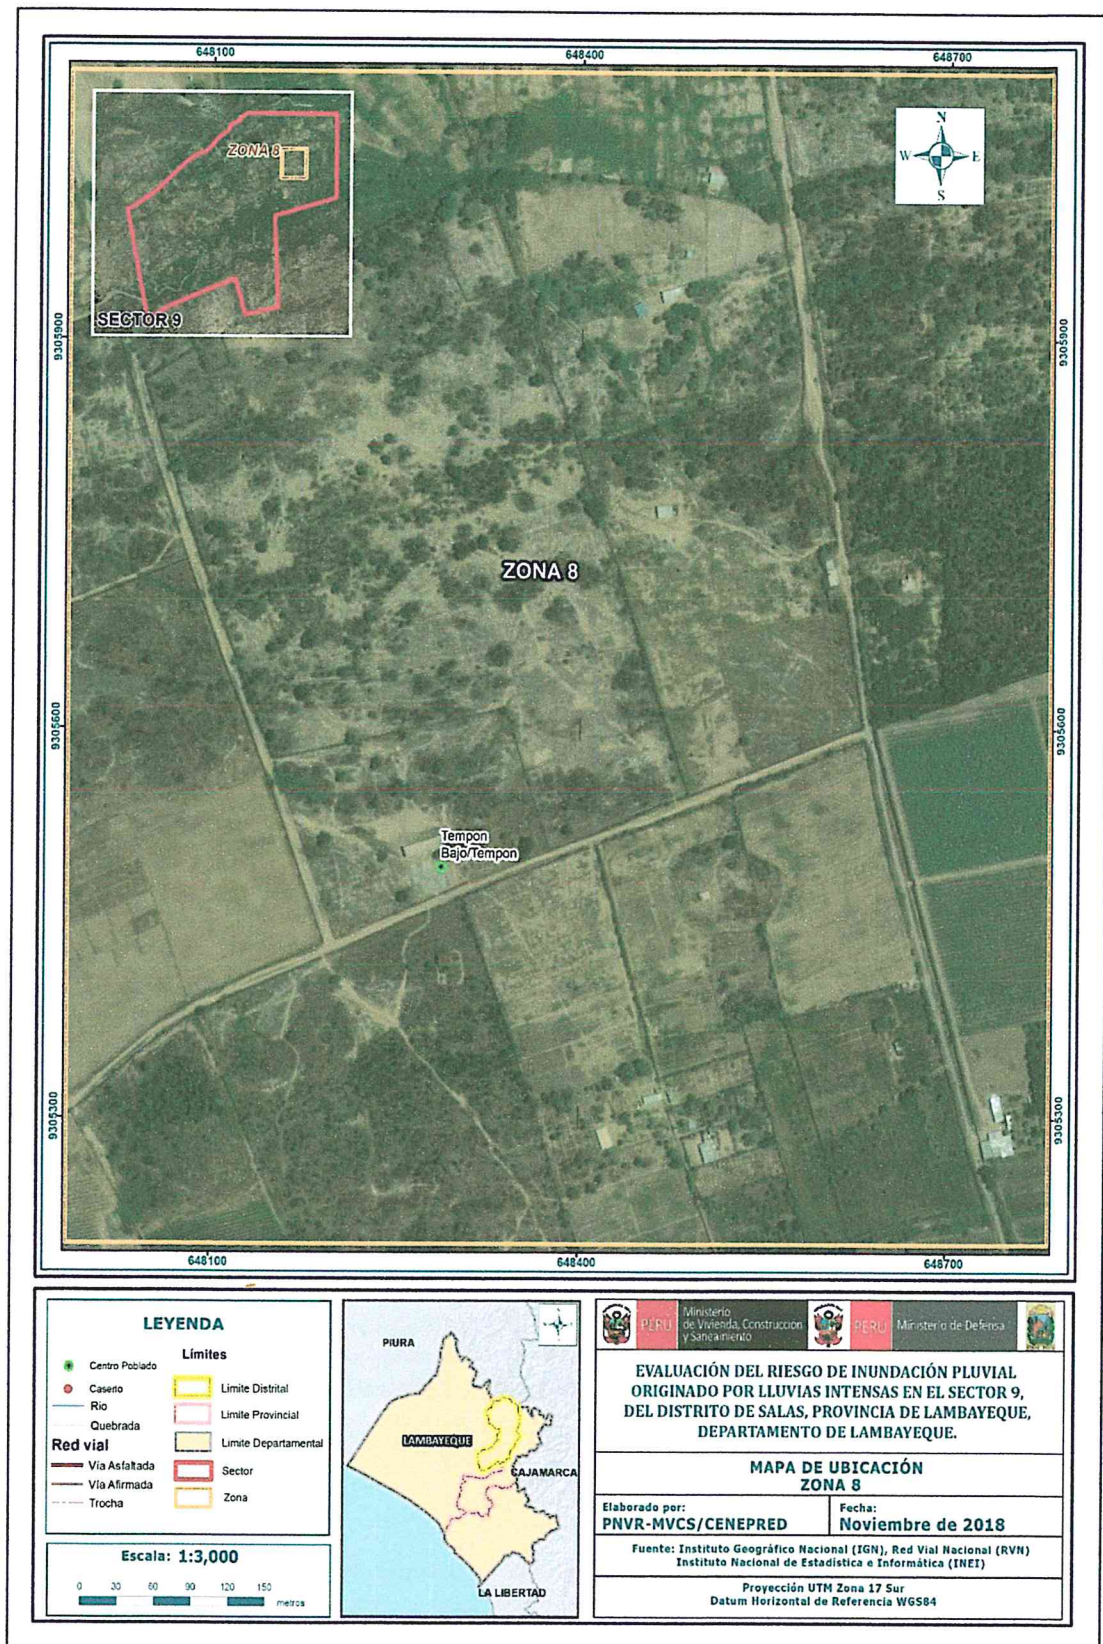 648100
648400
648700
N
W
E
S
ZONA 8
SECTOR 9
9305900
9305900
ZONA 8
9305600
9305600
Tempon
Bajo/Tempon
9305300
9305300
648100
648400
648700
LEYENDA
Centro Poblado
Caserio
Rio
Quebrada
Red vial
Vía Asfaltada
Vía Afirmada
Trocha
Límites
Limite Distrital
Limite Provincial
Limite Departamental
Sector
Zona
Escala: 1:3,000
0 30 60 90 120 150
metros
PIURA
LAMBAYEQUE
CAJAMARCA
LA LIBERTAD
PERÚ
Ministerio
de Vivienda, Construcción
y Saneamiento
PERÚ
Ministerio de Defensa
EVALUACIÓN DEL RIESGO DE INUNDACIÓN PLUVIAL
ORIGINADO POR LLUVIAS INTENSAS EN EL SECTOR 9,
DEL DISTRITO DE SALAS, PROVINCIA DE LAMBAYEQUE,
DEPARTAMENTO DE LAMBAYEQUE.
MAPA DE UBICACIÓN
ZONA 8
Elaborado por:
PNVR-MVCS/CENEPRED
Fecha:
Noviembre de 2018
Fuente: Instituto Geográfico Nacional (IGN), Red Vial Nacional (RVN)
Instituto Nacional de Estadística e Informática (INEI)
Proyección UTM Zona 17 Sur
Datum Horizontal de Referencia WGS84